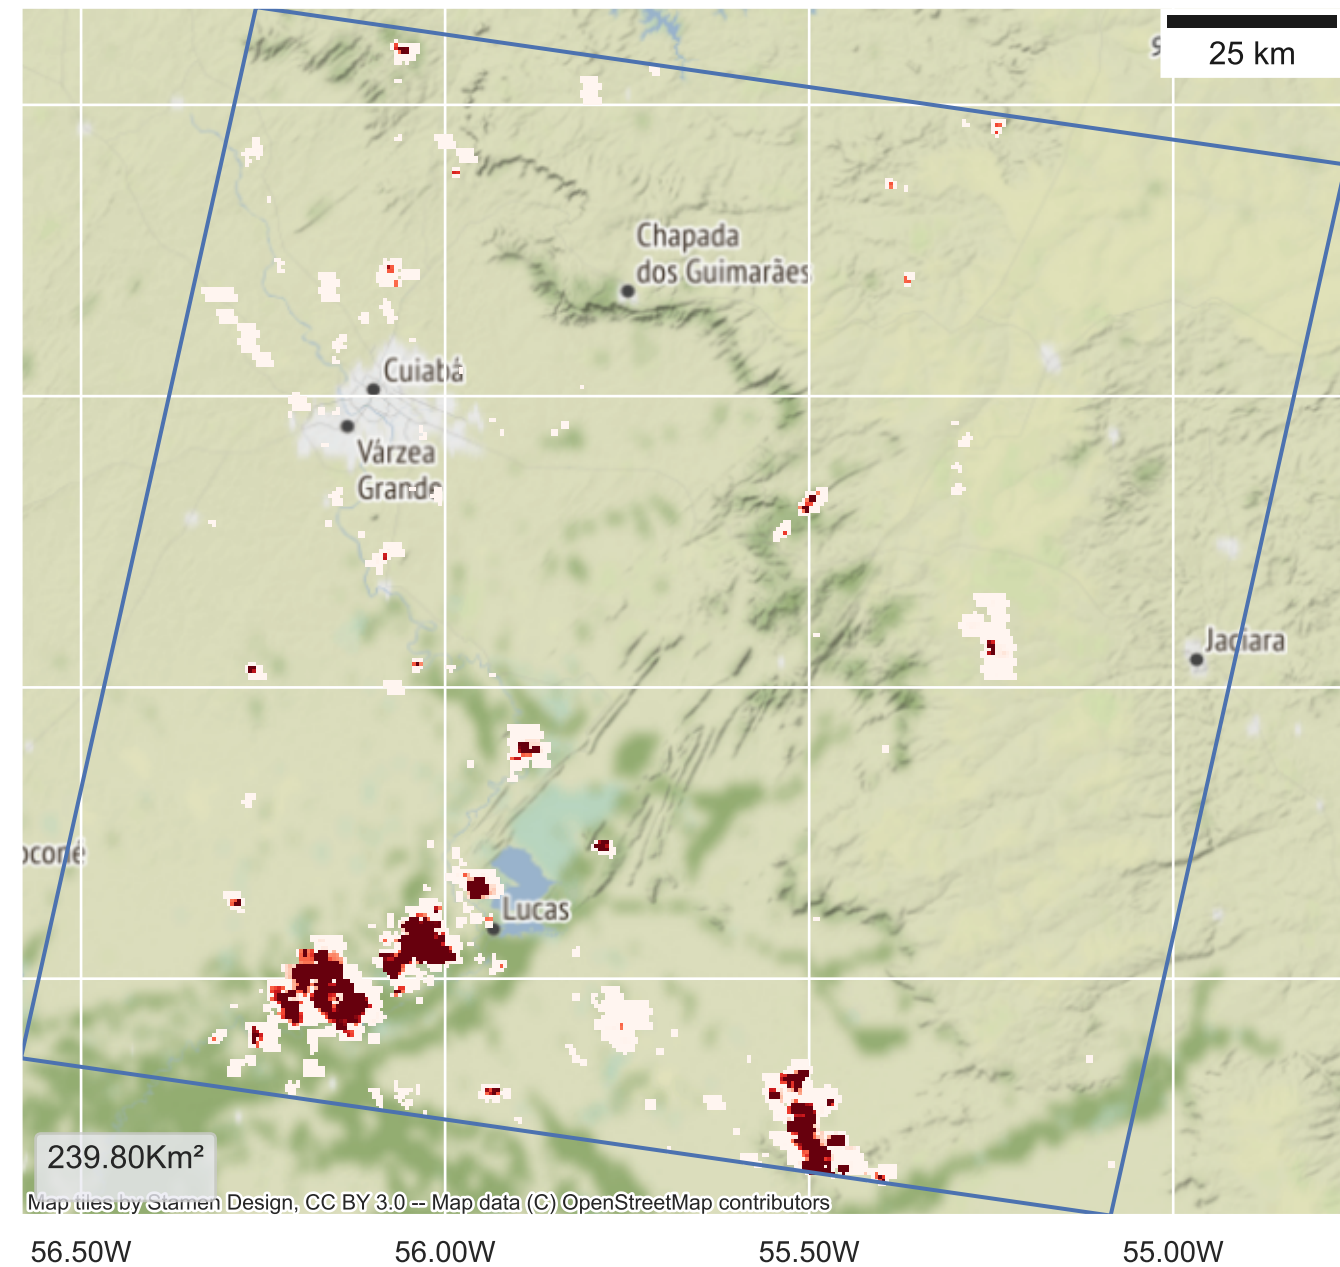 25 km
Chapada
dos Guimarães
Cuiabá
Várzea
Grande
Jaciara
oconé
Lucas
239.80Km²
Map tiles by Stamen Design, CC BY 3.0 -- Map data (C) OpenStreetMap contributors
56.50W 56.00W 55.50W 55.00W